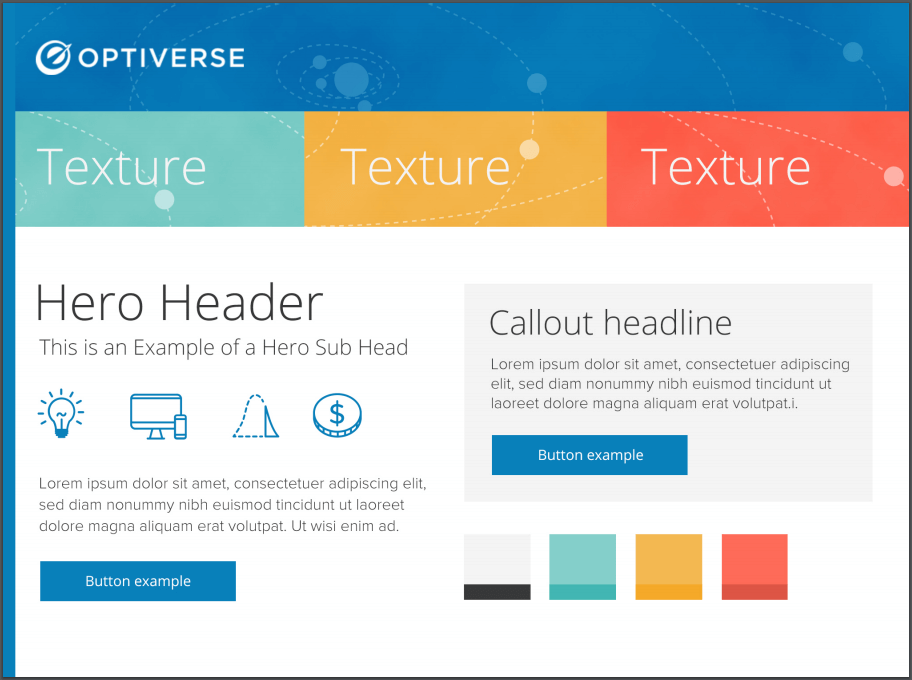 OPTIVERSE
Texture Texture Texture
Hero Header
This is an Example of a Hero Sub Head
$
Lorem ipsum dolor sit amet, consectetuer adipiscing elit,
sed diam nonummy nibh euismod tincidunt ut laoreet
dolore magna aliquam erat volutpat. Ut wisi enim ad.
Button example
Callout headline
Lorem ipsum dolor sit amet, consectetuer adipiscing
elit, sed diam nonummy nibh euismod tincidunt ut
laoreet dolore magna aliquam erat volutpat.i.
Button example